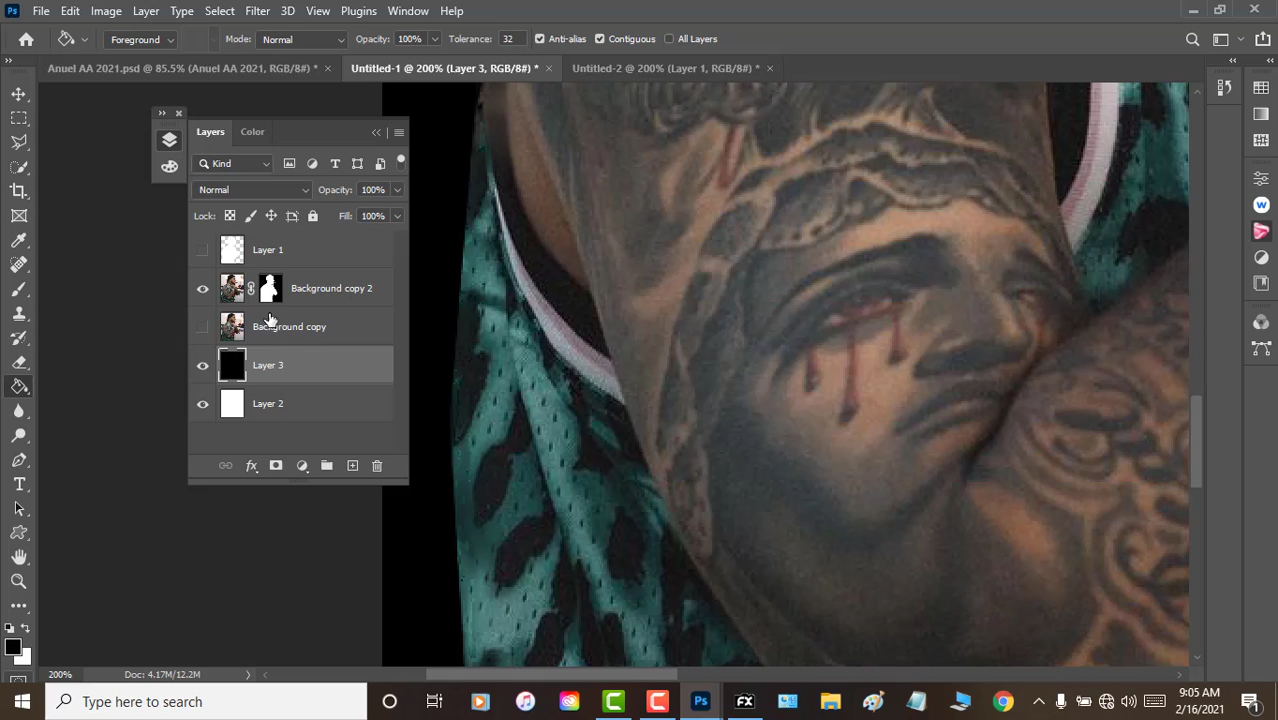 Ps File Edit Image Layer Type Select Filter 3D View Plugins Window Help
Foreground Mode: Normal Opacity: 100% Tolerance: 32 Anti-alias Contiguous All Layers
Anuel AA 2021.psd @ 85.5% (Anuel AA 2021, RGB/8#) * × Untitled-1 @ 200% (Layer 3, RGB/8#) * × Untitled-2 @ 200% (Layer 1, RGB/8#) * ×
Layers Color
Kind
Normal Opacity: 100%
Lock: Fill: 100%
Layer 1
Background copy 2
Background copy
Layer 3
Layer 2
fx
200% Doc: 4.17M/12.2M
Type here to search
Ps FX
9:05 AM
2/16/2021